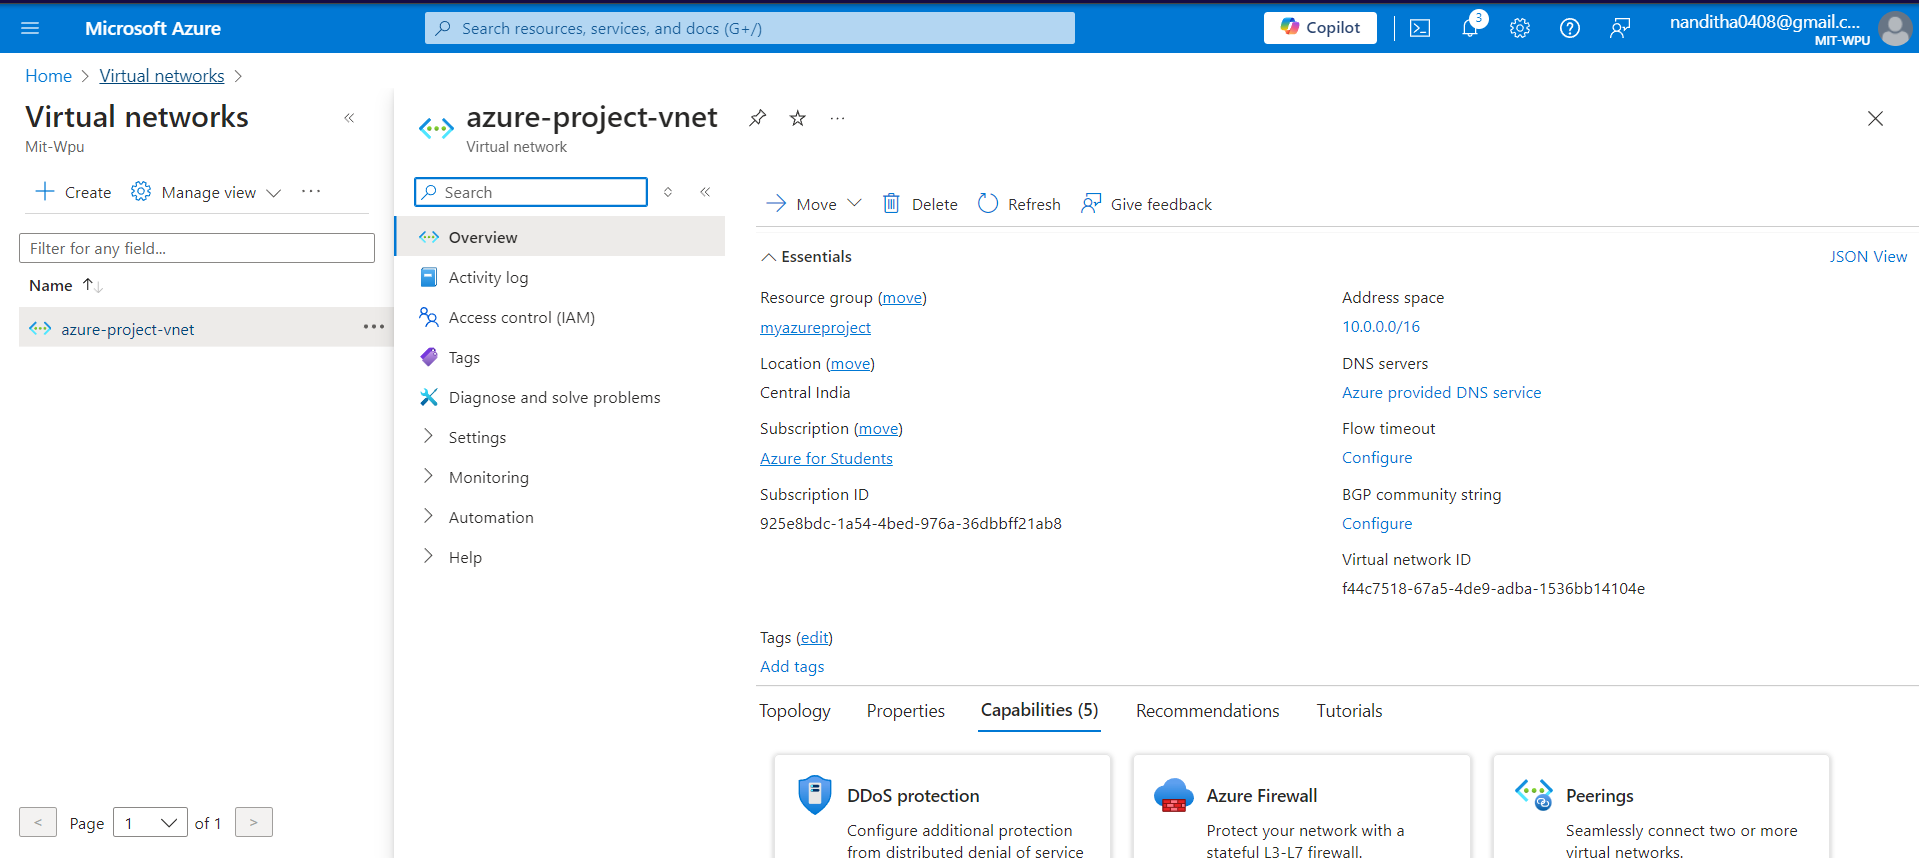 Microsoft Azure
Search resources, services, and docs (G+/)
Copilot
3
nanditha0408@gmail.c...
MIT-WPU
Home > Virtual networks >
Virtual networks
Mit-Wpu
Create
Manage view
...
Filter for any field...
Name
azure-project-vnet
...
< Page 1 of 1 >
azure-project-vnet
...
Virtual network
Search
Overview
Activity log
Access control (IAM)
Tags
Diagnose and solve problems
Settings
Monitoring
Automation
Help
Move
Delete
Refresh
Give feedback
Essentials
JSON View
Resource group (move)
myazureproject
Location (move)
Central India
Subscription (move)
Azure for Students
Subscription ID
925e8bdc-1a54-4bed-976a-36dbbff21ab8
Address space
10.0.0.0/16
DNS servers
Azure provided DNS service
Flow timeout
Configure
BGP community string
Configure
Virtual network ID
f44c7518-67a5-4de9-adba-1536bb14104e
Tags (edit)
Add tags
Topology
Properties
Capabilities (5)
Recommendations
Tutorials
DDoS protection
Configure additional protection
from distributed denial of service
Azure Firewall
Protect your network with a
stateful L3-L7 firewall.
Peerings
Seamlessly connect two or more
virtual networks.